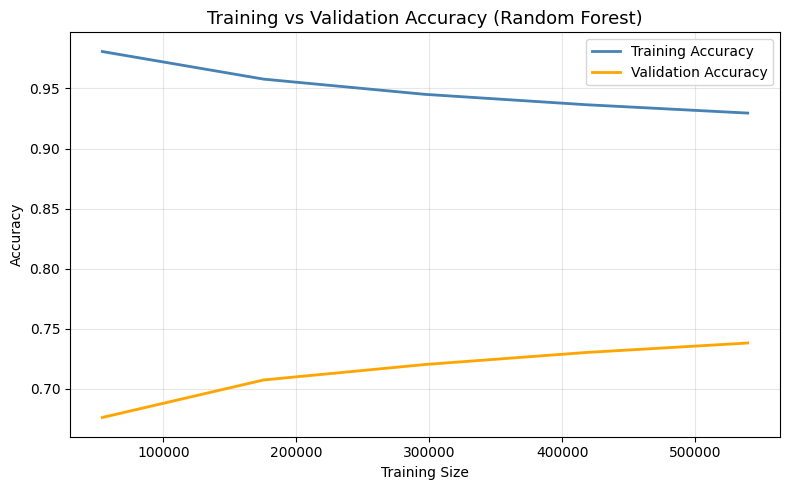 Training vs Validation Accuracy (Random Forest)
Training Accuracy
Validation Accuracy
Accuracy
0.95
0.90
0.85
0.80
0.75
0.70
100000 200000 300000 400000 500000
Training Size